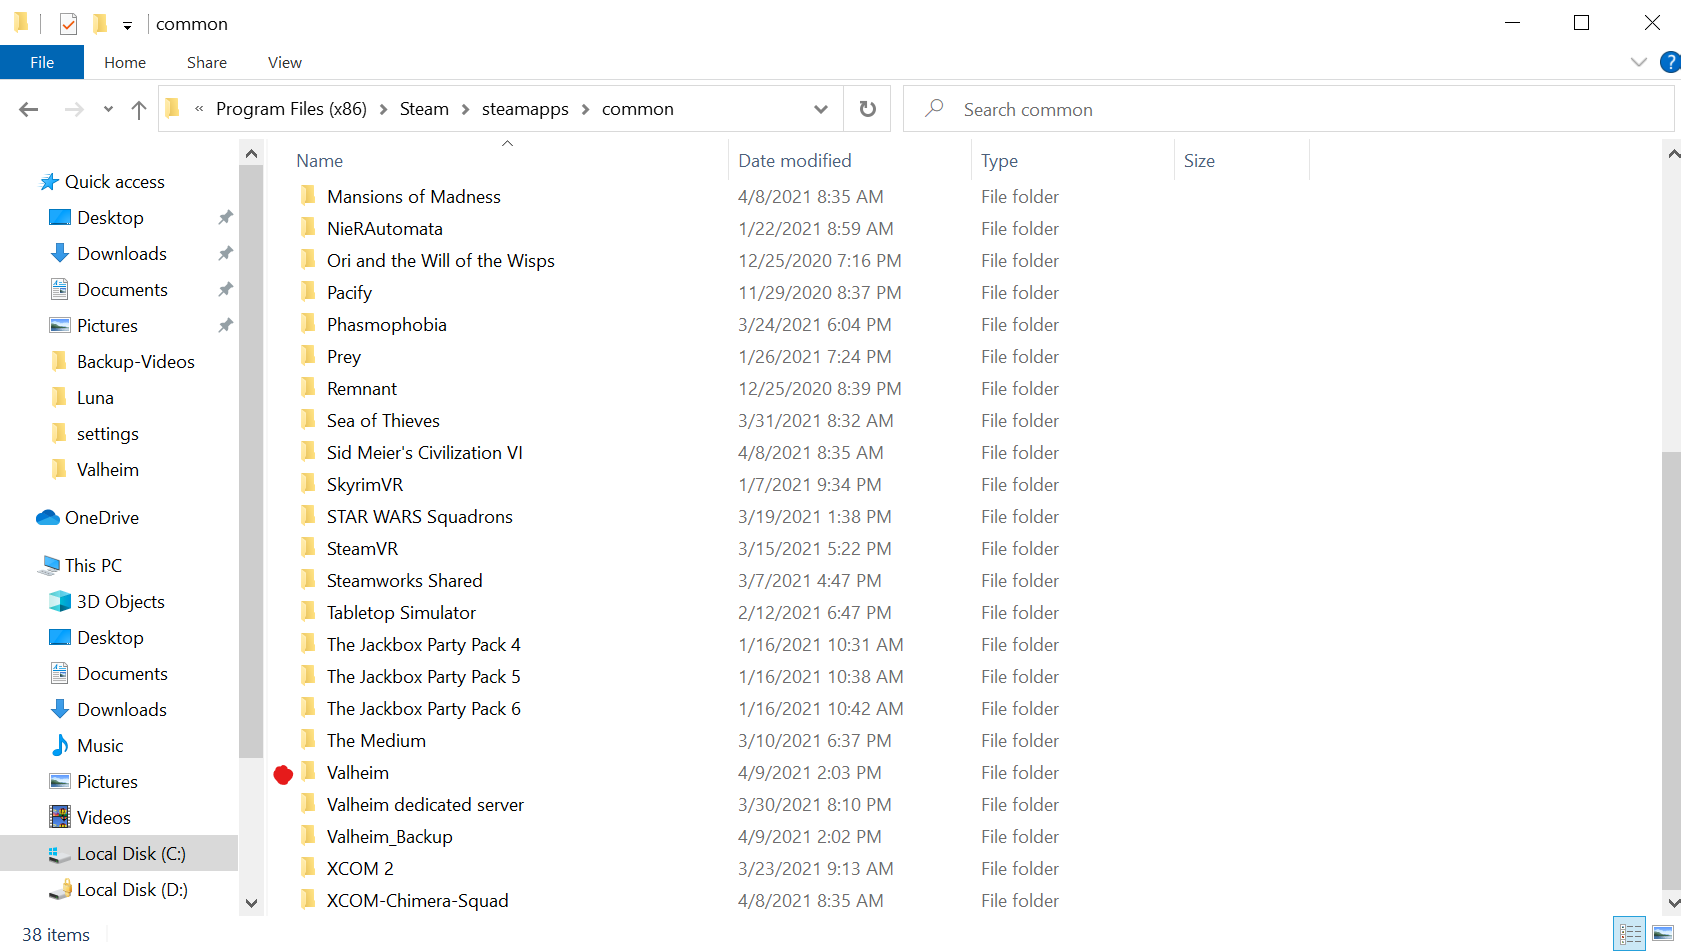 common
File Home Share View
« Program Files (x86) > Steam > steamapps > common Search common
Name Date modified Type Size
Quick access
Desktop
Downloads
Documents
Pictures
Backup-Videos
Luna
settings
Valheim
OneDrive
This PC
3D Objects
Desktop
Documents
Downloads
Music
Pictures
Videos
Local Disk (C:)
Local Disk (D:)
Mansions of Madness 4/8/2021 8:35 AM File folder
NieRAutomata 1/22/2021 8:59 AM File folder
Ori and the Will of the Wisps 12/25/2020 7:16 PM File folder
Pacify 11/29/2020 8:37 PM File folder
Phasmophobia 3/24/2021 6:04 PM File folder
Prey 1/26/2021 7:24 PM File folder
Remnant 12/25/2020 8:39 PM File folder
Sea of Thieves 3/31/2021 8:32 AM File folder
Sid Meier's Civilization VI 4/8/2021 8:35 AM File folder
SkyrimVR 1/7/2021 9:34 PM File folder
STAR WARS Squadrons 3/19/2021 1:38 PM File folder
SteamVR 3/15/2021 5:22 PM File folder
Steamworks Shared 3/7/2021 4:47 PM File folder
Tabletop Simulator 2/12/2021 6:47 PM File folder
The Jackbox Party Pack 4 1/16/2021 10:31 AM File folder
The Jackbox Party Pack 5 1/16/2021 10:38 AM File folder
The Jackbox Party Pack 6 1/16/2021 10:42 AM File folder
The Medium 3/10/2021 6:37 PM File folder
Valheim 4/9/2021 2:03 PM File folder
Valheim dedicated server 3/30/2021 8:10 PM File folder
Valheim_Backup 4/9/2021 2:02 PM File folder
XCOM 2 3/23/2021 9:13 AM File folder
XCOM-Chimera-Squad 4/8/2021 8:35 AM File folder
38 items